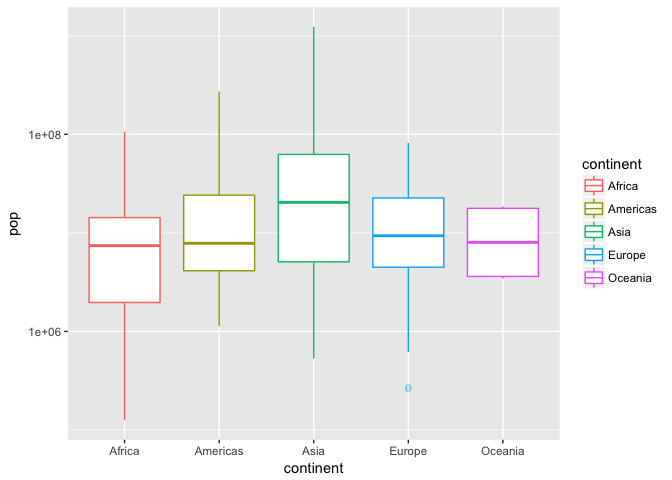 pop
1e+08
1e+06
Africa Americas Asia Europe Oceania
continent
continent
Africa
Americas
Asia
Europe
Oceania